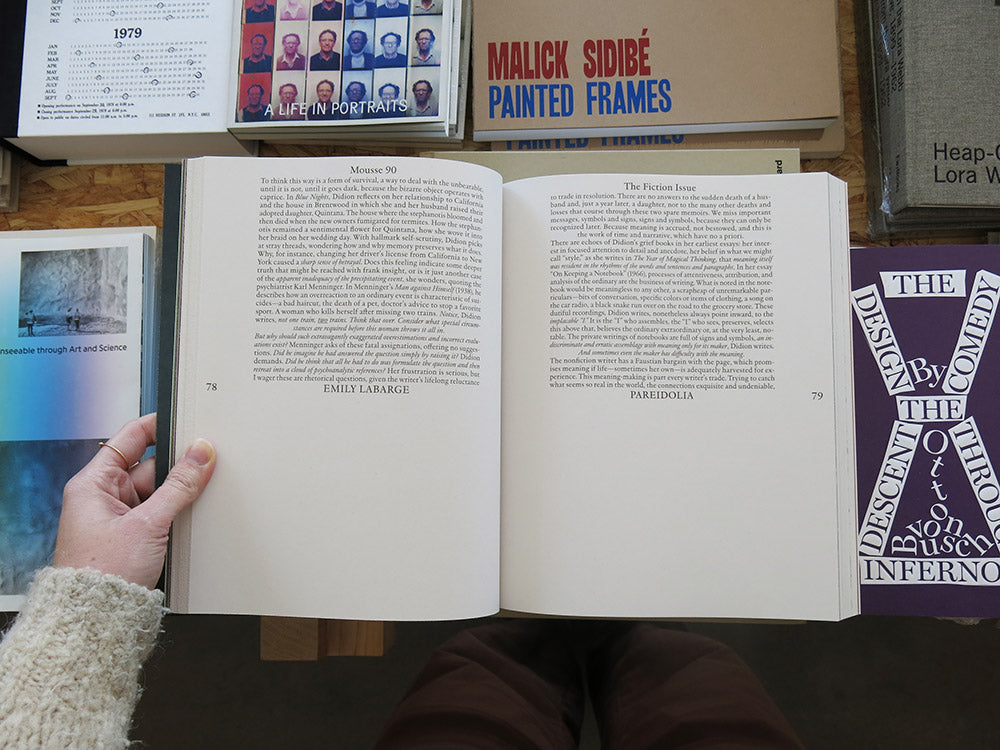 1979
JAN
FEB
MAR
APR
MAY
JUNE
JULY
AUG
SEPT
A LIFE IN PORTRAITS
MALICK SIDIBÉ
PAINTED FRAMES
PAINTED FRAMES
Heap-
Lora W
nseeable through Art and Science
Mousse 90
To think this way is a form of survival, a way to deal with the unbearable,
until it is not, until it goes dark, because the bizarre object operates with
caprice. In Blue Nights, Didion reflects on her relationship to California
and the house in Brentwood in which she and her husband raised their
adopted daughter, Quintana. The house where the stephanotis bloomed and
then died when the new owners fumigated for termites. How the stephan-
otis remained a sentimental flower for Quintana, how she wove it into
her braid on her wedding day. With hallmark self-scrutiny, Didion picks
at stray threads, wondering how and why memory preserves what it does.
Why, for instance, changing her driver's license from California to New
York caused a sharp sense of betrayal. Does this feeling indicate some deeper
truth that might be reached with frank insight, or is it just another case
of the apparent inadequacy of the precipitating event, she wonders, quoting the
psychiatrist Karl Menninger. In Menninger's Man against Himself (1938), he
describes how an overreaction to an ordinary event is characteristic of sui-
cides—a bad haircut, the death of a pet, doctor's advice to stop a favorite
sport. A woman who kills herself after missing two trains. Notice, Didion
writes, not one train, two trains. Think that over. Consider what special circum-
stances are required before this woman throws it all in.
But why should such extravagantly exaggerated overestimations and incorrect evalu-
ations exist? Menninger asks of these fatal assignations, offering no sugges-
tions. Did he imagine he had answered the question simply by raising it? Didion
demands. Did he think that all he had to do was formulate the question and then
retreat into a cloud of psychoanalytic references? Her frustration is serious, but
I wager these are rhetorical questions, given the writer's lifelong reluctance
78
EMILY LABARGE
The Fiction Issue
to trade in resolution. There are no answers to the sudden death of a hus-
band and, just a year later, a daughter, nor to the many other deaths and
losses that course through these two spare memoirs. We miss important
messages, symbols and signs, signs and symbols, because they can only be
recognized later. Because meaning is accrued, not bestowed, and this is
the work of time and narrative, which have no a priori.
There are echoes of Didion's grief books in her earliest essays: her inter-
est in focused attention to detail and anecdote, her belief in what we might
call "style," as she writes in The Year of Magical Thinking, that meaning itself
was resident in the rhythms of the words and sentences and paragraphs. In her essay
"On Keeping a Notebook" (1966), processes of attentiveness, attribution, and
analysis of the ordinary are the business of writing. What is noted in the note-
book would be meaningless to any other, a scrapheap of unremarkable par-
ticulars—bits of conversation, specific colors or items of clothing, a song on
the car radio, a black snake run over on the road to the grocery store. These
dutiful recordings, Didion writes, nonetheless always point inward, to the
implacable "I." It is the "I" who assembles, the "I" who sees, preserves, selects
this above that, believes the ordinary extraordinary or, at the very least, no-
table. The private writings of notebooks are full of signs and symbols, an in-
discriminate and erratic assemblage with meaning only for its maker, Didion writes.
And sometimes even the maker has difficulty with the meaning.
The nonfiction writer has a Faustian bargain with the page, which prom-
ises meaning if life—sometimes her own—is adequately harvested for ex-
perience. This meaning-making is part every writer's trade. Trying to catch
what seems so real in the world, the connections exquisite and undeniable,
PAREIDOLIA
79
THE
DESIGN
COMEDY
By
THE
DESCENT
THROU
Otto
von
Busch
INFERNO